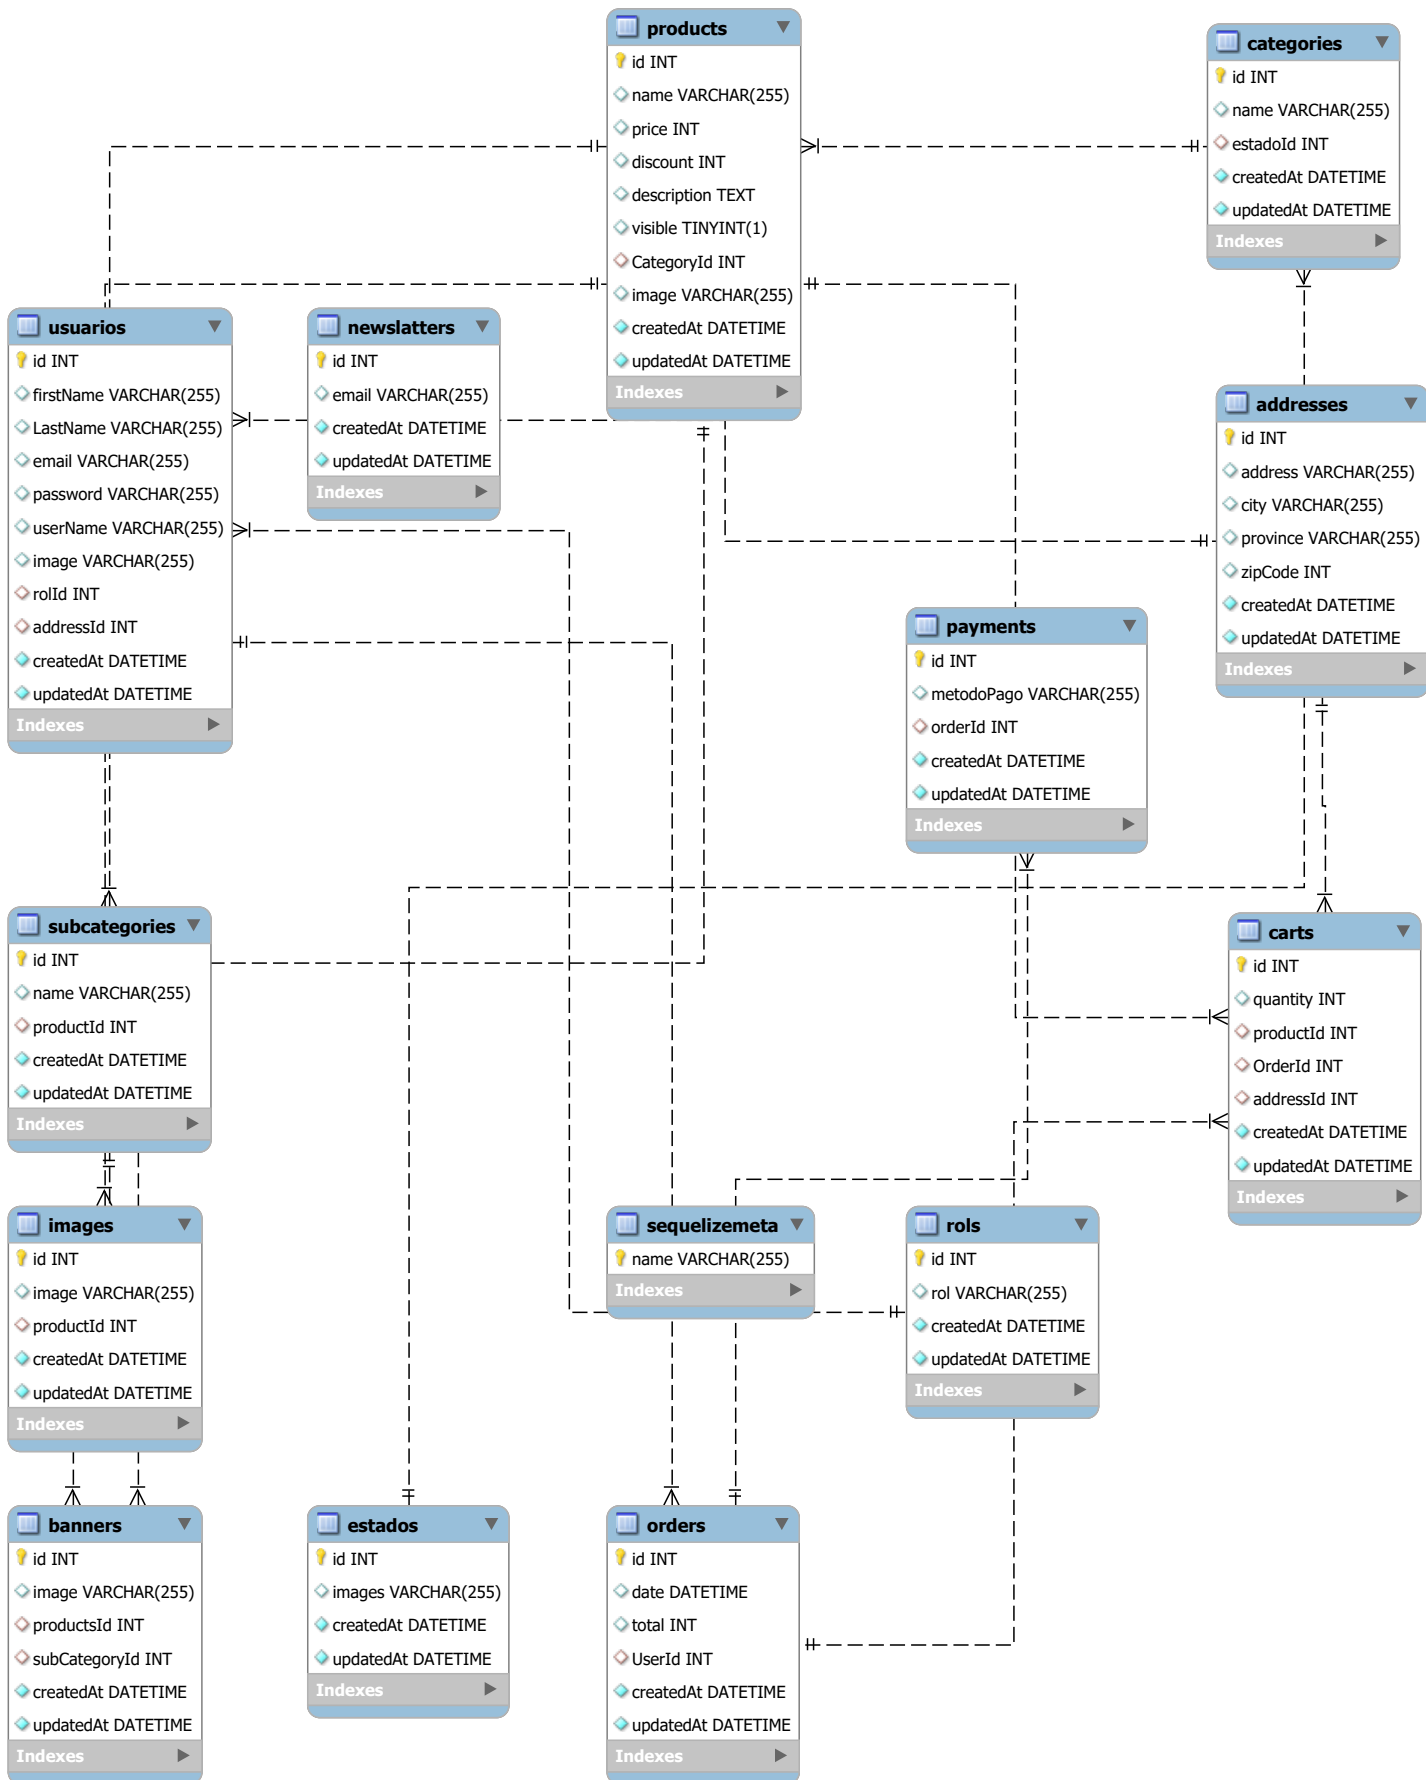 products
id INT
name VARCHAR(255)
price INT
discount INT
description TEXT
visible TINYINT(1)
CategoryId INT
image VARCHAR(255)
createdAt DATETIME
updatedAt DATETIME
Indexes
categories
id INT
name VARCHAR(255)
estadoId INT
createdAt DATETIME
updatedAt DATETIME
Indexes
usuarios
id INT
firstName VARCHAR(255)
LastName VARCHAR(255)
email VARCHAR(255)
password VARCHAR(255)
userName VARCHAR(255)
image VARCHAR(255)
rolId INT
addressId INT
createdAt DATETIME
updatedAt DATETIME
Indexes
newslatters
id INT
email VARCHAR(255)
createdAt DATETIME
updatedAt DATETIME
Indexes
addresses
id INT
address VARCHAR(255)
city VARCHAR(255)
province VARCHAR(255)
zipCode INT
createdAt DATETIME
updatedAt DATETIME
Indexes
payments
id INT
metodoPago VARCHAR(255)
orderId INT
createdAt DATETIME
updatedAt DATETIME
Indexes
subcategories
id INT
name VARCHAR(255)
productId INT
createdAt DATETIME
updatedAt DATETIME
Indexes
carts
id INT
quantity INT
productId INT
OrderId INT
addressId INT
createdAt DATETIME
updatedAt DATETIME
Indexes
images
id INT
image VARCHAR(255)
productId INT
createdAt DATETIME
updatedAt DATETIME
Indexes
sequelizemeta
name VARCHAR(255)
Indexes
rols
id INT
rol VARCHAR(255)
createdAt DATETIME
updatedAt DATETIME
Indexes
banners
id INT
image VARCHAR(255)
productsId INT
subCategoryId INT
createdAt DATETIME
updatedAt DATETIME
Indexes
estados
id INT
images VARCHAR(255)
createdAt DATETIME
updatedAt DATETIME
Indexes
orders
id INT
date DATETIME
total INT
UserId INT
createdAt DATETIME
updatedAt DATETIME
Indexes